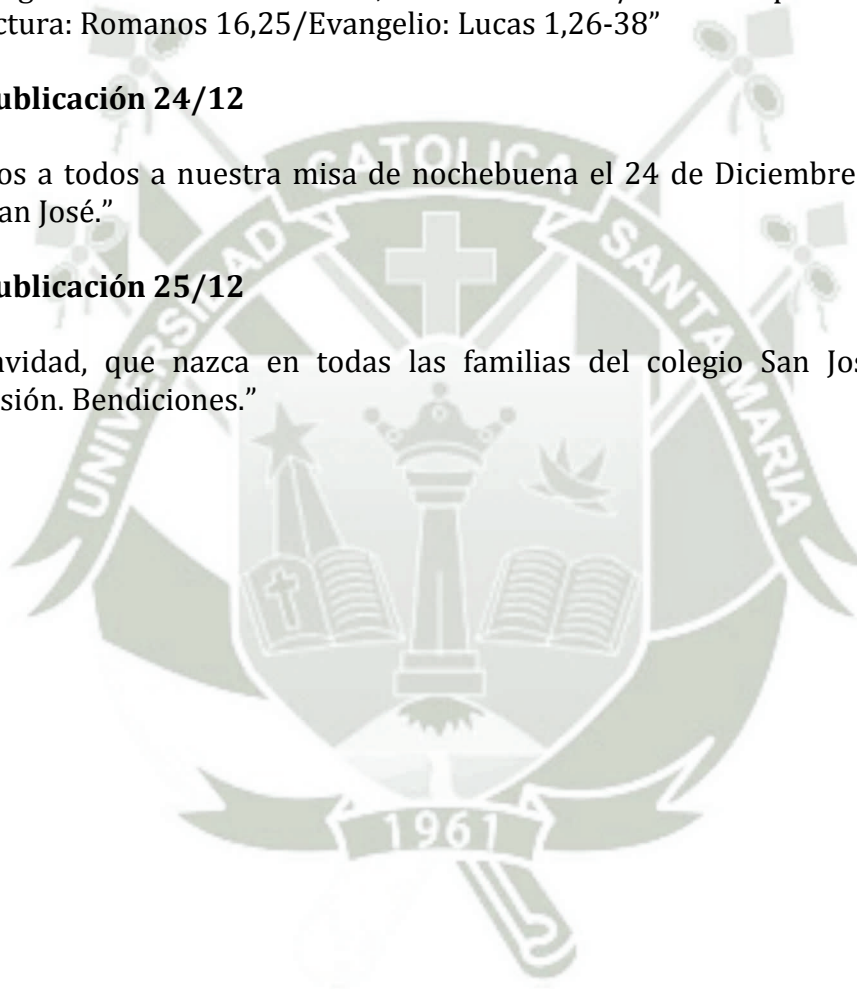 ctura: Romanos 16,25/Evangelio: Lucas 1,26-38”
ublicación 24/12
os a todos a nuestra misa de nochebuena el 24 de Diciembre
an José.”
ublicación 25/12
avidad, que nazca en todas las familias del colegio San Jos
sión. Bendiciones.”
UNIVERSIDAD CATOLICA SANTA MARIA
1961